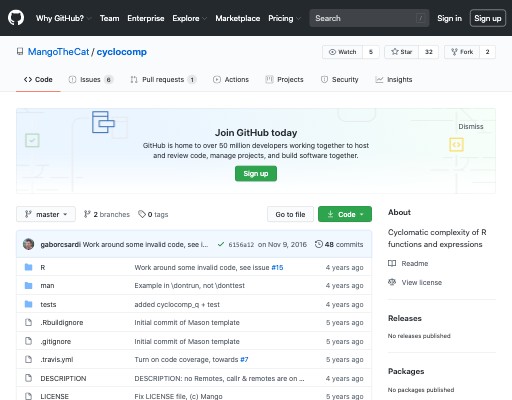 Why GitHub? Team Enterprise Explore Marketplace Pricing Search / Sign in Sign up
MangoTheCat / cyclocomp
Watch 5 Star 32 Fork 2
Code Issues 6 Pull requests 1 Actions Projects Security Insights
Join GitHub today
Dismiss
GitHub is home to over 50 million developers working together to host
and review code, manage projects, and build software together.
Sign up
master 2 branches 0 tags Go to file Code
gaborcsardi Work around some invalid code, see i... 6156a12 on Nov 9, 2016 48 commits
R Work around some invalid code, see issue #15 4 years ago
man Example in \dontrun, not \donttest 4 years ago
tests added cyclocomp_q + test 4 years ago
.Rbuildignore Initial commit of Mason template 5 years ago
.gitignore Initial commit of Mason template 5 years ago
.travis.yml Turn on code coverage, towards #7 5 years ago
DESCRIPTION DESCRIPTION: no Remotes, callr & remotes are on ... 4 years ago
LICENSE Fix LICENSE file, (c) Mango 5 years ago
About
Cyclomatic complexity of R
functions and expressions
Readme
View license
Releases
No releases published
Packages
No packages published